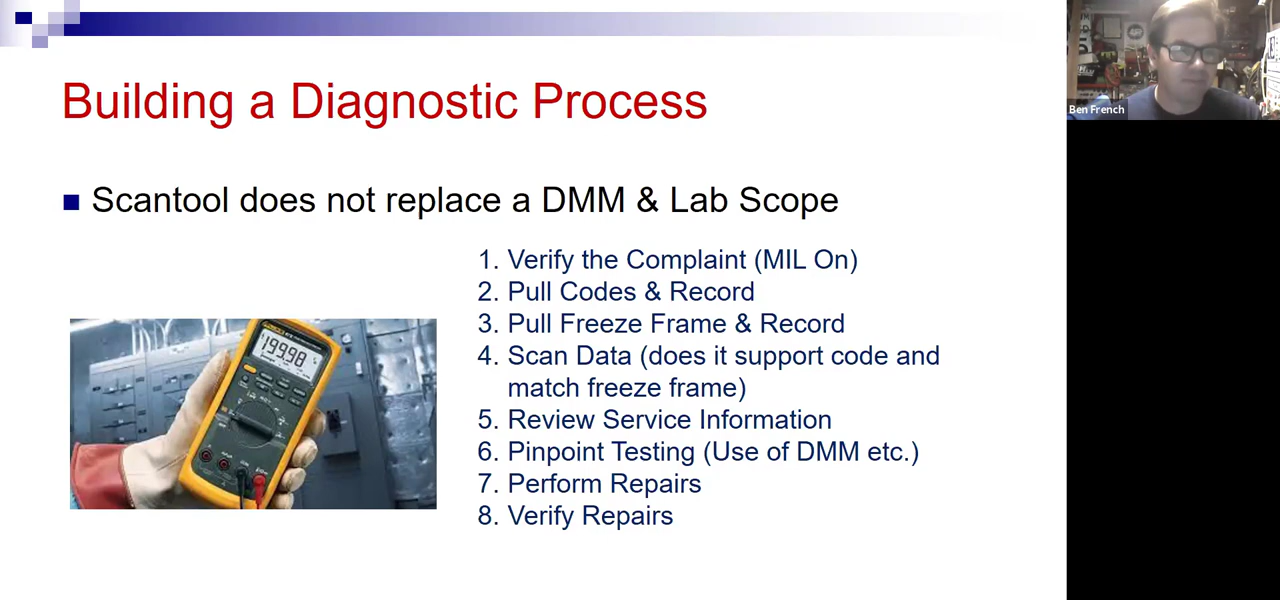 Building a Diagnostic Process
Scantool does not replace a DMM & Lab Scope
1. Verify the Complaint (MIL On)
2. Pull Codes & Record
3. Pull Freeze Frame & Record
4. Scan Data (does it support code and
match freeze frame)
5. Review Service Information
6. Pinpoint Testing (Use of DMM etc.)
7. Perform Repairs
8. Verify Repairs
199.98
Ben French